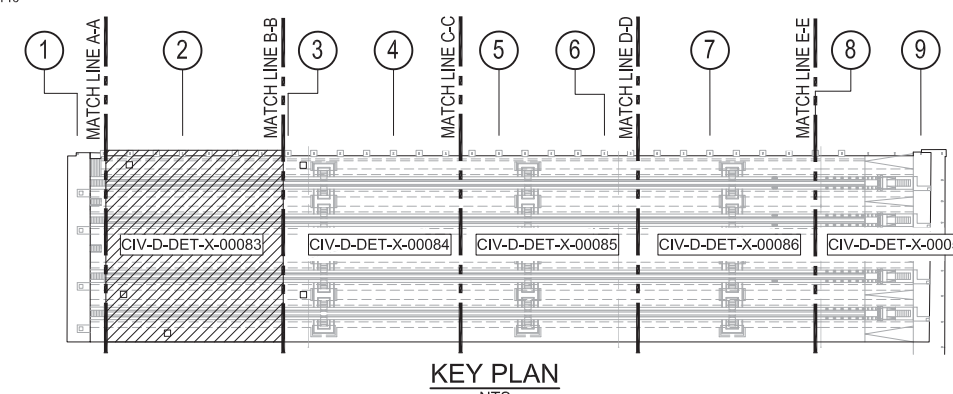 1
MATCH LINE A-A
2
MATCH LINE B-B
3
4
MATCH LINE C-C
5
6
MATCH LINE D-D
7
MATCH LINE E-E
8
9
CIV-D-DET-X-00083
CIV-D-DET-X-00084
CIV-D-DET-X-00085
CIV-D-DET-X-00086
KEY PLAN